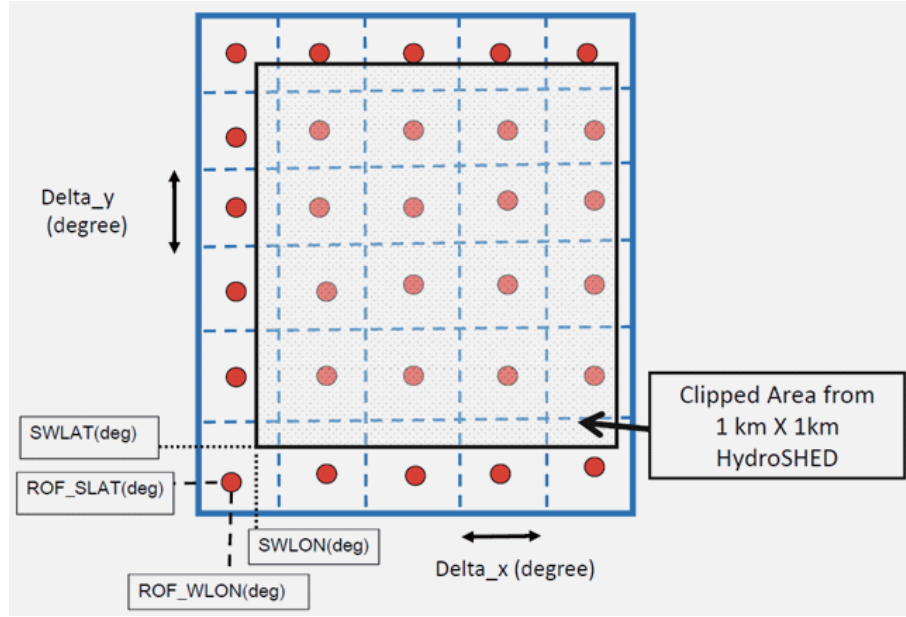 Delta_y
(degree)
SWLAT(deg)
ROF_SLAT(deg)
SWLON(deg)
ROF_WLON(deg)
Delta_x (degree)
Clipped Area from
1 km X 1km
HydroSHED